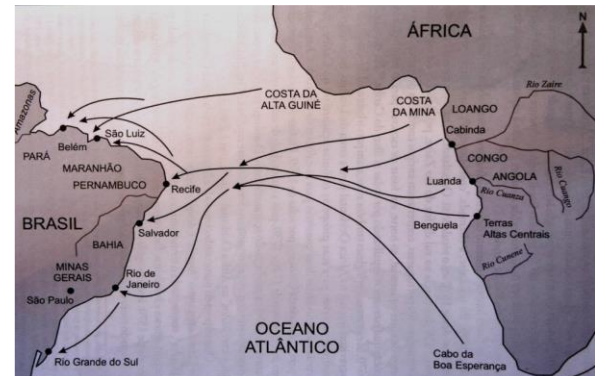 ÁFRICA
N
COSTA DA
ALTA GUINÉ
COSTA
DA MINA
LOANGO
Rio Zaire
Cabinda
Amazonas
São Luiz
Belém
PARÁ
MARANHÃO
PERNAMBUCO
Recife
CONGO
ANGOLA
Rio Cuango
Luanda
Rio Cuanza
BRASIL
Salvador
BAHIA
Benguela
Terras
Altas Centrais
Rio Cunene
MINAS
GERAIS
São Paulo
Rio de
Janeiro
OCEANO
ATLÂNTICO
Rio Grande do Sul
Cabo da
Boa Esperança